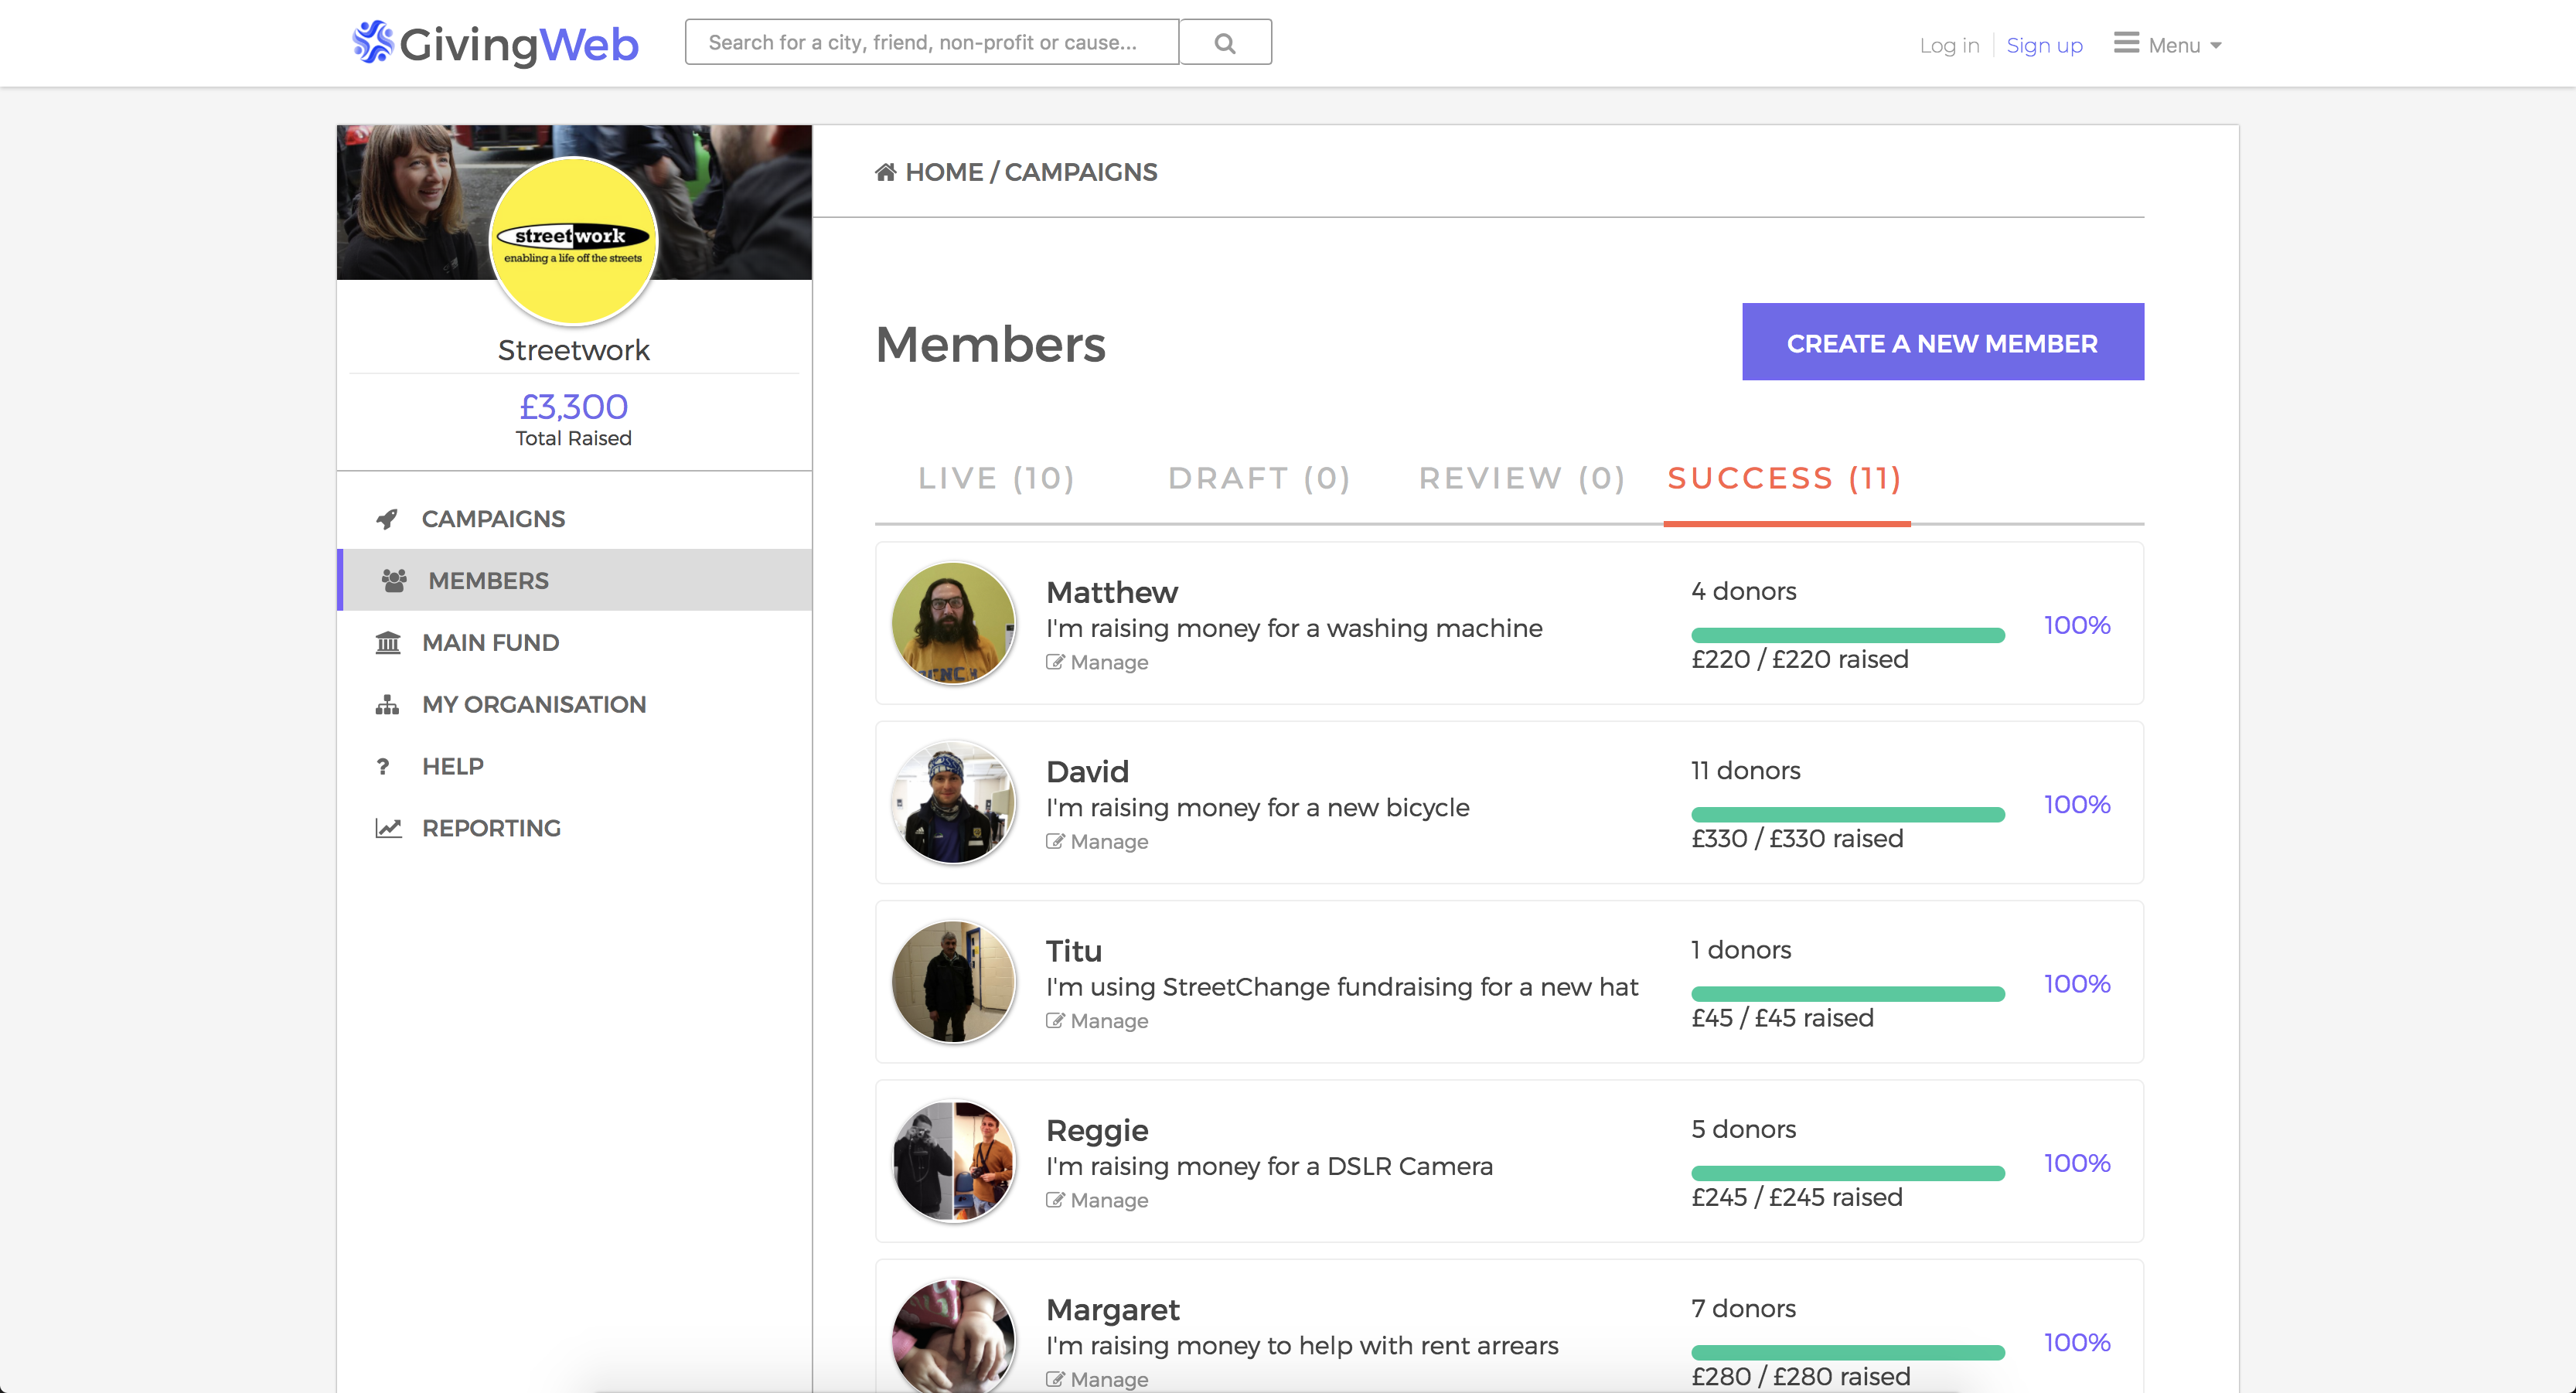 GivingWeb
Search for a city, friend, non-profit or cause...
Log in
Sign up
Menu
streetwork
enabling a life off the streets
Streetwork
£3,300
Total Raised
CAMPAIGNS
MEMBERS
MAIN FUND
MY ORGANISATION
? HELP
REPORTING
HOME / CAMPAIGNS
Members
CREATE A NEW MEMBER
LIVE (10)
DRAFT (0)
REVIEW (0)
SUCCESS (11)
Matthew
I'm raising money for a washing machine
Manage
4 donors
£220 / £220 raised
100%
David
I'm raising money for a new bicycle
Manage
11 donors
£330 / £330 raised
100%
Titu
I'm using StreetChange fundraising for a new hat
Manage
1 donors
£45 / £45 raised
100%
Reggie
I'm raising money for a DSLR Camera
Manage
5 donors
£245 / £245 raised
100%
Margaret
I'm raising money to help with rent arrears
Manage
7 donors
£280 / £280 raised
100%